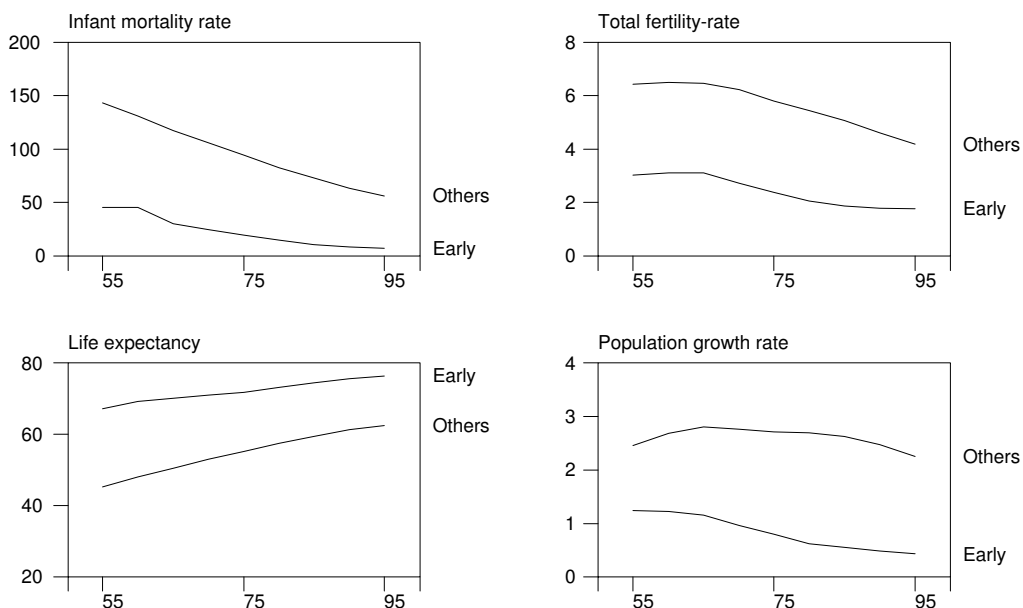 Infant mortality rate
200
150
100
50
0
55 75 95
Others
Early
Total fertility-rate
8
6
4
2
0
55 75 95
Others
Early
Life expectancy
80
60
40
20
55 75 95
Early
Others
Population growth rate
4
3
2
1
0
55 75 95
Others
Early